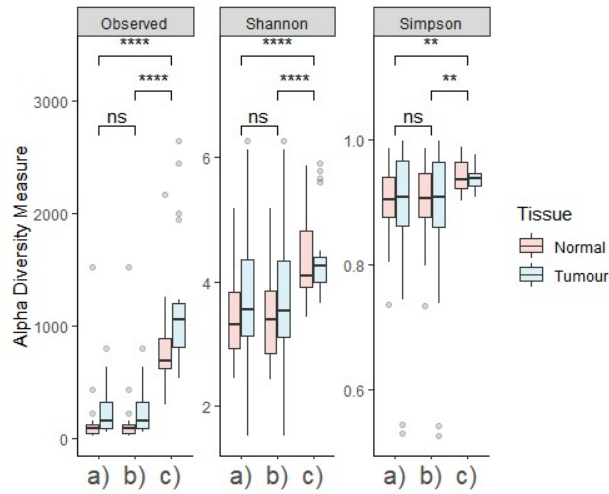 Observed
Shannon
Simpson
****
****
**
****
****
**
ns
ns
ns
Alpha Diversity Measure
3000
2000
1000
0
6
4
2
1.0
0.8
0.6
a) b) c)
a) b) c)
a) b) c)
Tissue
Normal
Tumour